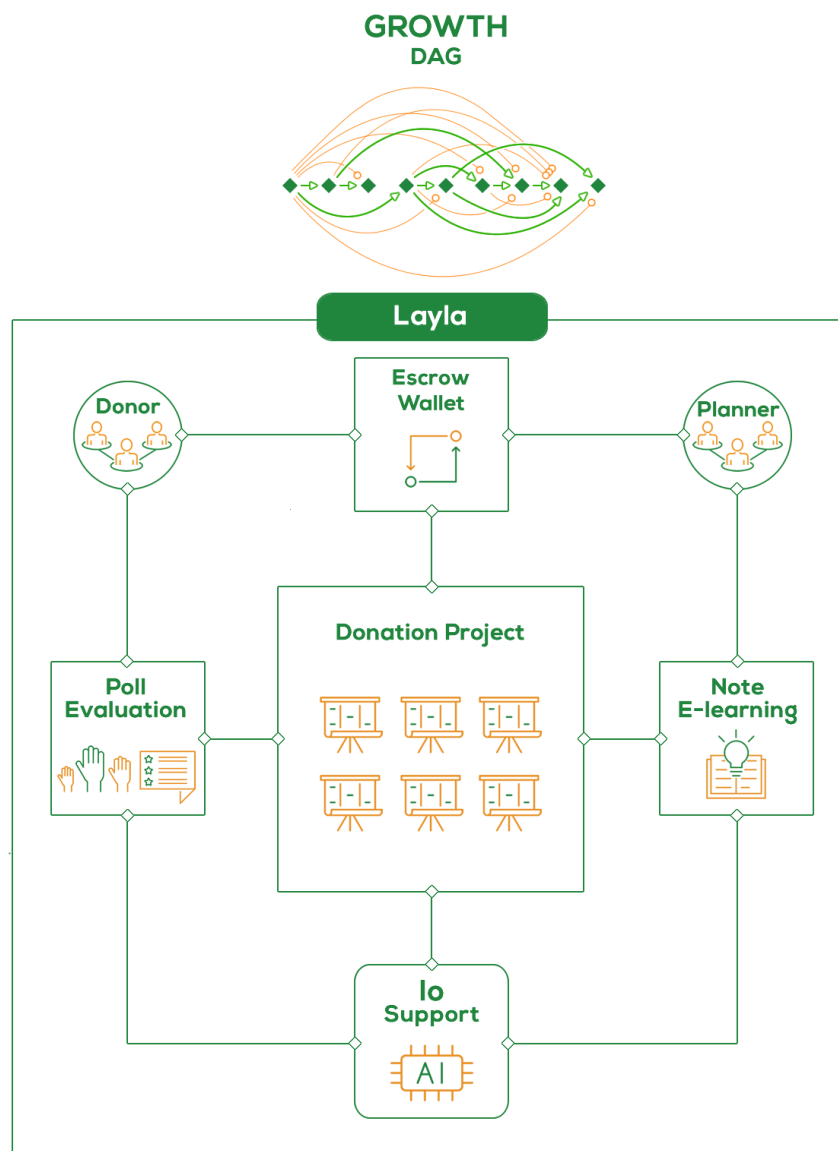 GROWTH
DAG
Layla
Donor
Escrow
Wallet
Planner
Donation Project
Poll
Evaluation
Note
E-learning
Io
Support
AI